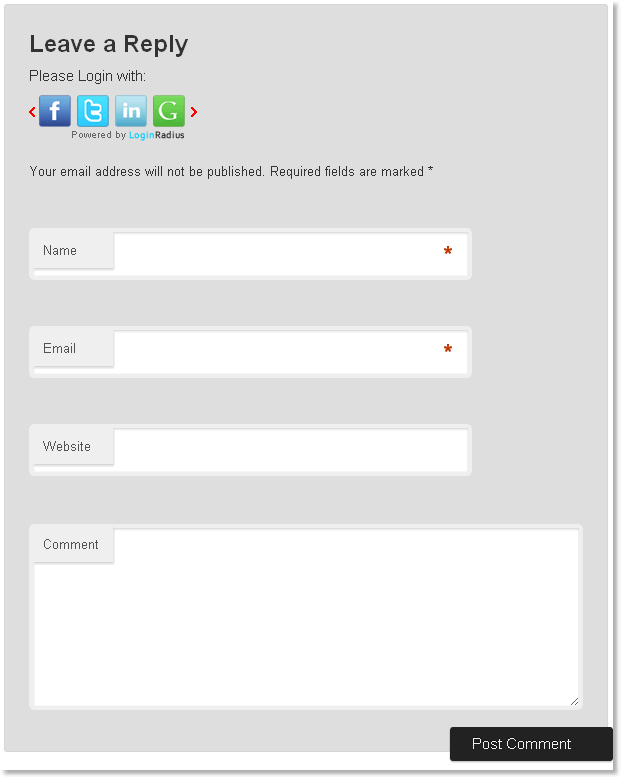 Leave a Reply
Please Login with:
f t in G
Powered by LoginRadius
Your email address will not be published. Required fields are marked *
Name *
Email *
Website
Comment
Post Comment